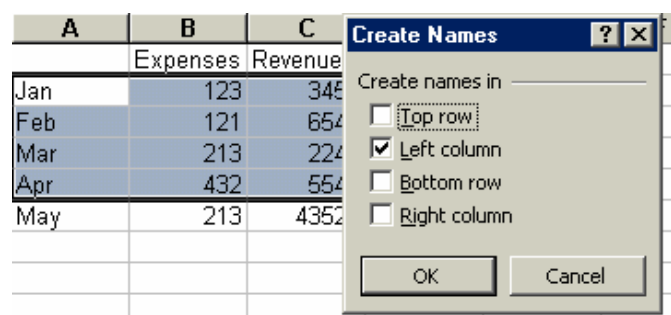 A B C
Expenses Revenue
Jan 123 345
Feb 121 654
Mar 213 224
Apr 432 554
May 213 4352
Create Names ? X
Create names in
Top row
Left column
Bottom row
Right column
OK Cancel